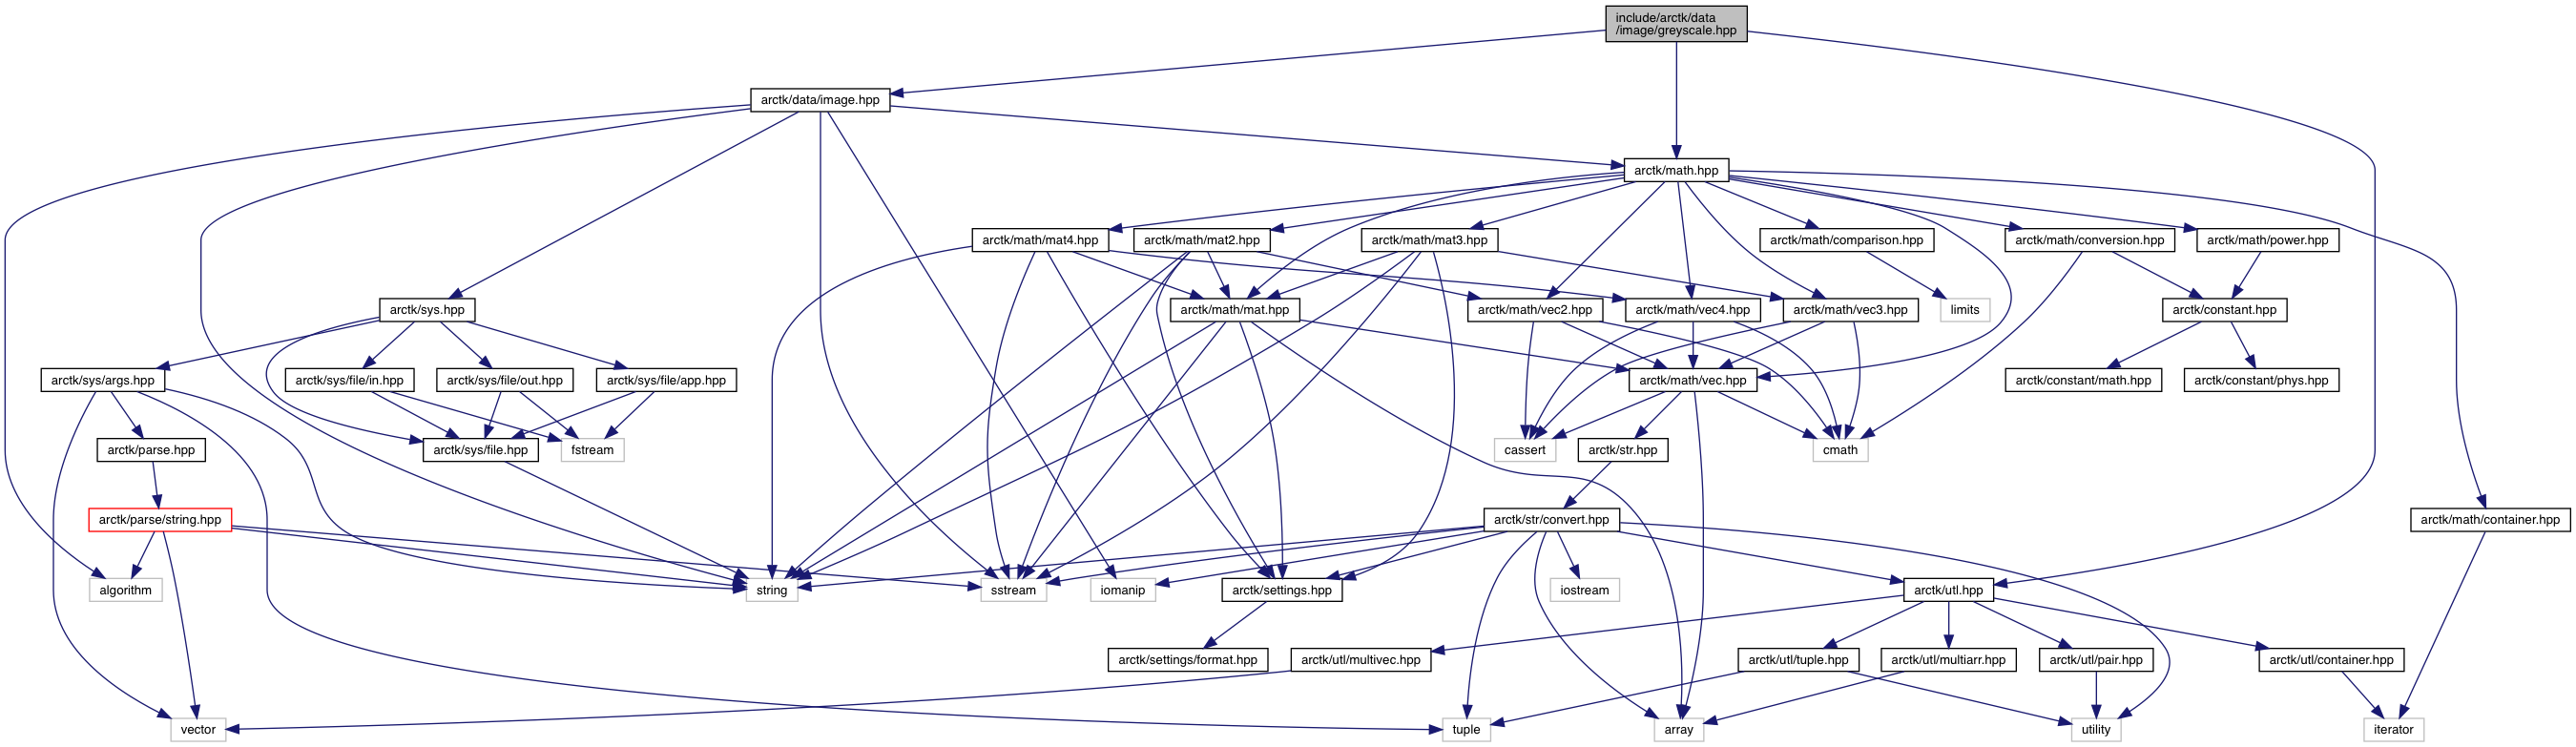 include/arctk/data
/image/greyscale.hpp
arctk/data/image.hpp
arctk/math.hpp
arctk/math/mat4.hpp
arctk/math/mat2.hpp
arctk/math/mat3.hpp
arctk/math/comparison.hpp
arctk/math/conversion.hpp
arctk/math/power.hpp
arctk/sys.hpp
arctk/math/mat.hpp
arctk/math/vec2.hpp
arctk/math/vec4.hpp
arctk/math/vec3.hpp
limits
arctk/constant.hpp
arctk/sys/args.hpp
arctk/sys/file/in.hpp
arctk/sys/file/out.hpp
arctk/sys/file/app.hpp
arctk/math/vec.hpp
arctk/constant/math.hpp
arctk/constant/phys.hpp
arctk/parse.hpp
arctk/sys/file.hpp
fstream
cassert
arctk/str.hpp
cmath
arctk/parse/string.hpp
arctk/str/convert.hpp
arctk/math/container.hpp
algorithm
string
sstream
iomanip
arctk/settings.hpp
iostream
arctk/utl.hpp
arctk/settings/format.hpp
arctk/utl/multivec.hpp
arctk/utl/tuple.hpp
arctk/utl/multiarr.hpp
arctk/utl/pair.hpp
arctk/utl/container.hpp
vector
tuple
array
utility
iterator